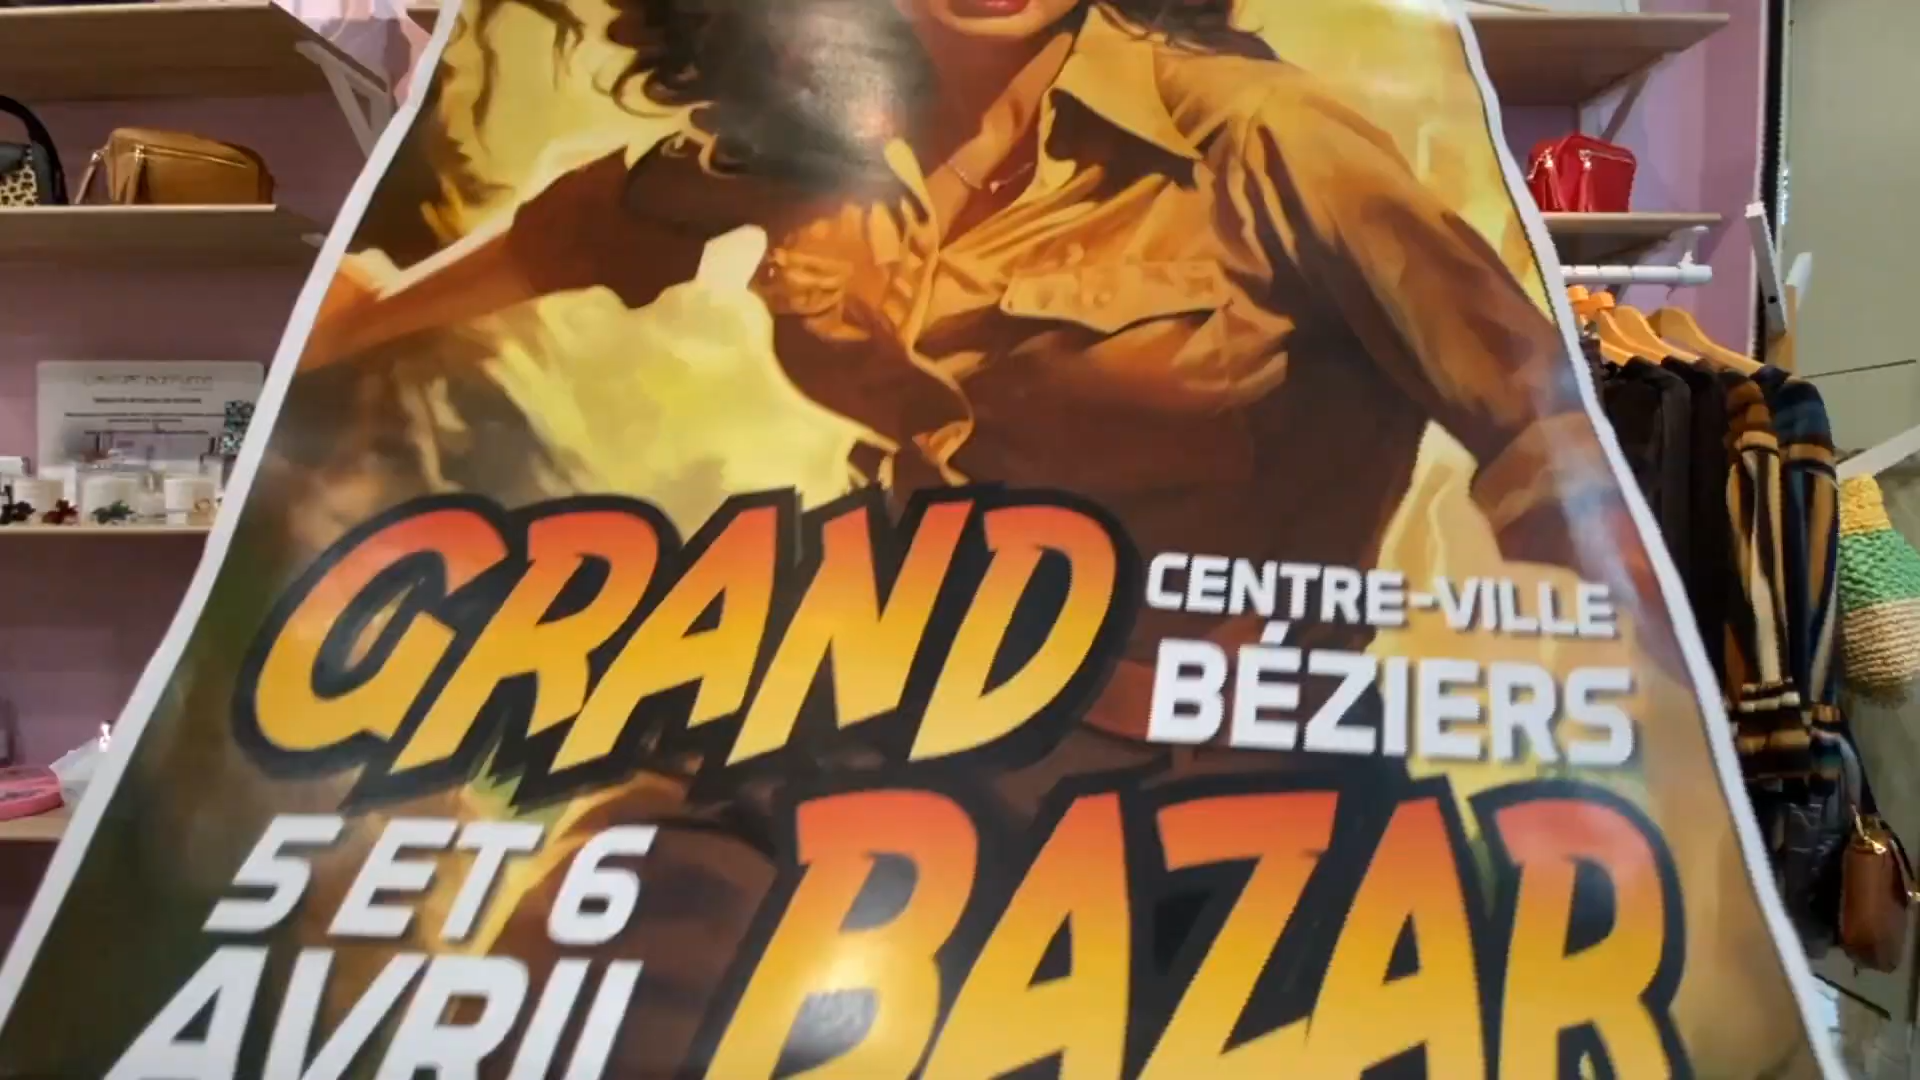 GRAND
CENTRE-VILLE
BÉZIERS
5 ET 6
AVRIL
BAZAR